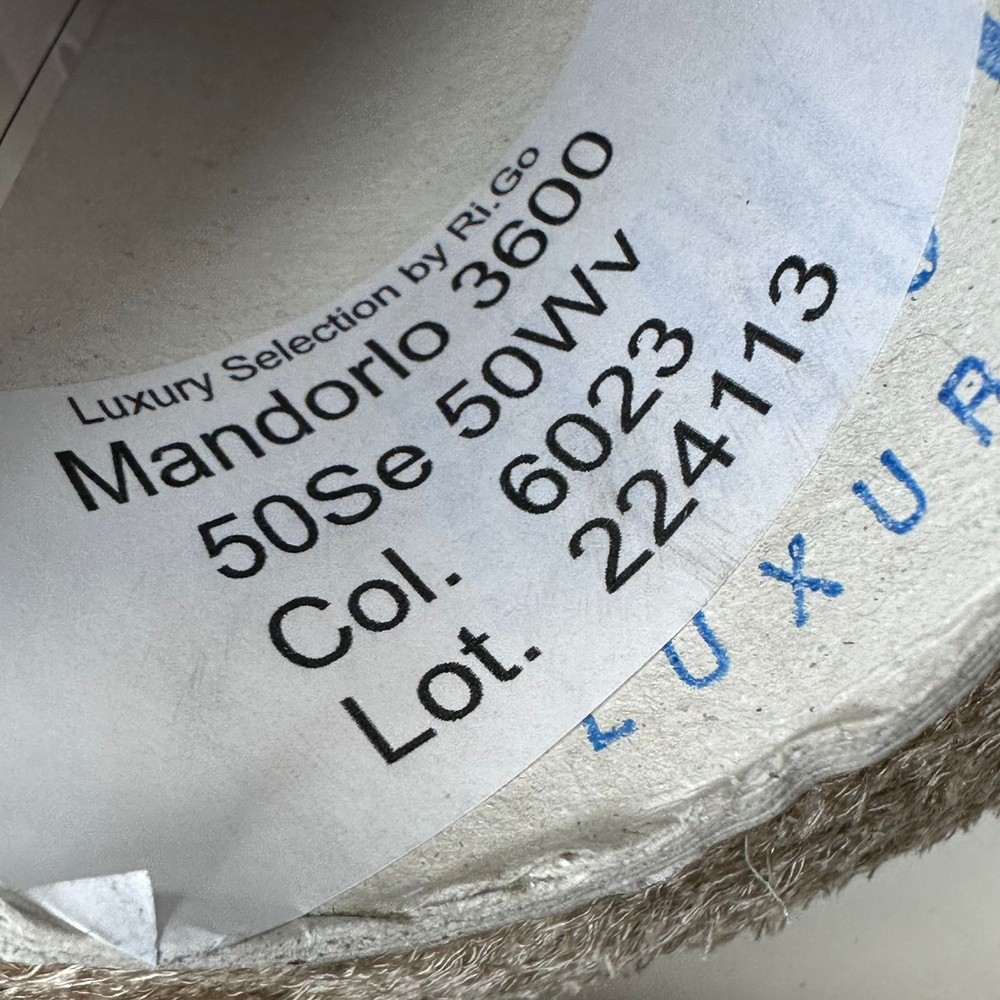 Luxury Selection by Ri.Go
Mandorlo 3600
50Se 50Wv
Col. 6023
Lot. 224113
LUXUR